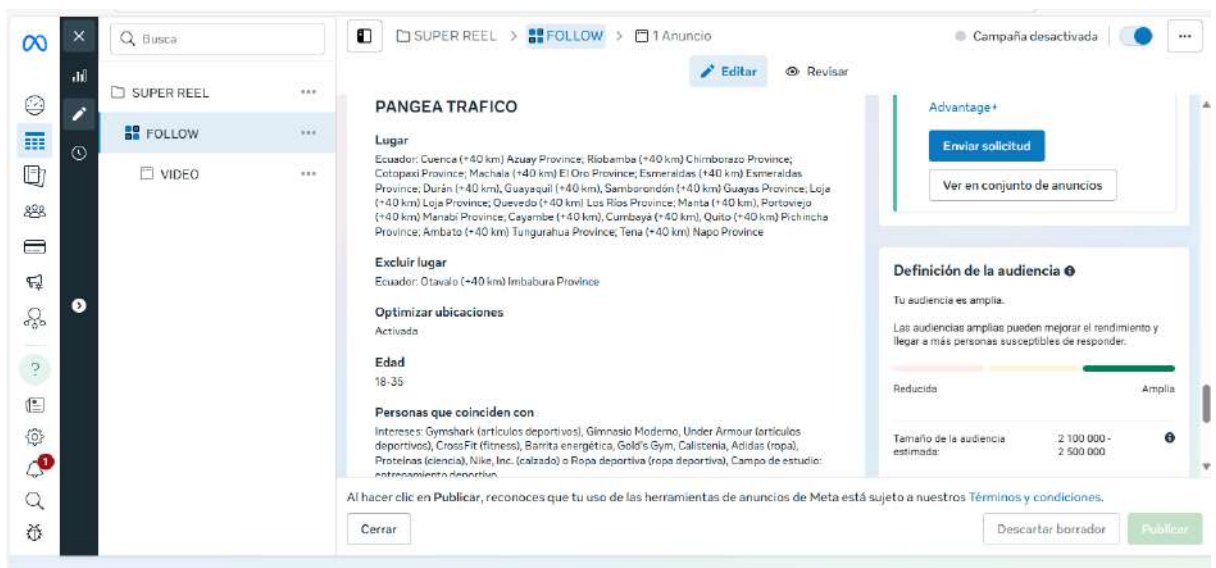 Busca
SUPER REEL
FOLLOW
VIDEO
SUPER REEL > FOLLOW > 1 Anuncio
Campaña desactivada
Editar
Revisar
PANGEA TRAFICO
Lugar
Ecuador: Cuenca (+40 km) Azuay Province; Riobamba (+40 km) Chimborazo Province;
Cotopaxi Province; Machala (+40 km) El Oro Province; Esmeraldas (+40 km) Esmeraldas
Province; Durán (+40 km), Guayaquil (+40 km), Samborondón (+40 km) Guayas Province; Loja
(+40 km) Loja Province; Quevedo (+40 km) Los Ríos Province; Manta (+40 km), Portoviejo
(+40 km) Manabí Province; Cayambe (+40 km), Cumbayá (+40 km), Quito (+40 km) Pichincha
Province; Ambato (+40 km) Tungurahua Province; Tena (+40 km) Napo Province
Excluir lugar
Ecuador: Otavalo (+40 km) Imbabura Province
Optimizar ubicaciones
Activada
Edad
18-35
Personas que coinciden con
Intereses: Gymshark (artículos deportivos), Gimnasio Moderno, Under Armour (artículos
deportivos), CrossFit (fitness), Barrita energética, Gold's Gym, Calistenia, Adidas (ropa),
Proteínas (ciencia), Nike, Inc. (calzado) o Ropa deportiva (ropa deportiva), Campo de estudio:
entrenamiento deportivo
Advantage+
Enviar solicitud
Ver en conjunto de anuncios
Definición de la audiencia
Tu audiencia es amplia.
Las audiencias amplias pueden mejorar el rendimiento y
llegar a más personas susceptibles de responder.
Reducida
Amplia
Tamaño de la audiencia
estimada:
2 100 000 -
2 500 000
1
Al hacer clic en Publicar, reconoces que tu uso de las herramientas de anuncios de Meta está sujeto a nuestros Términos y condiciones.
Cerrar
Descartar borrador
Publicar